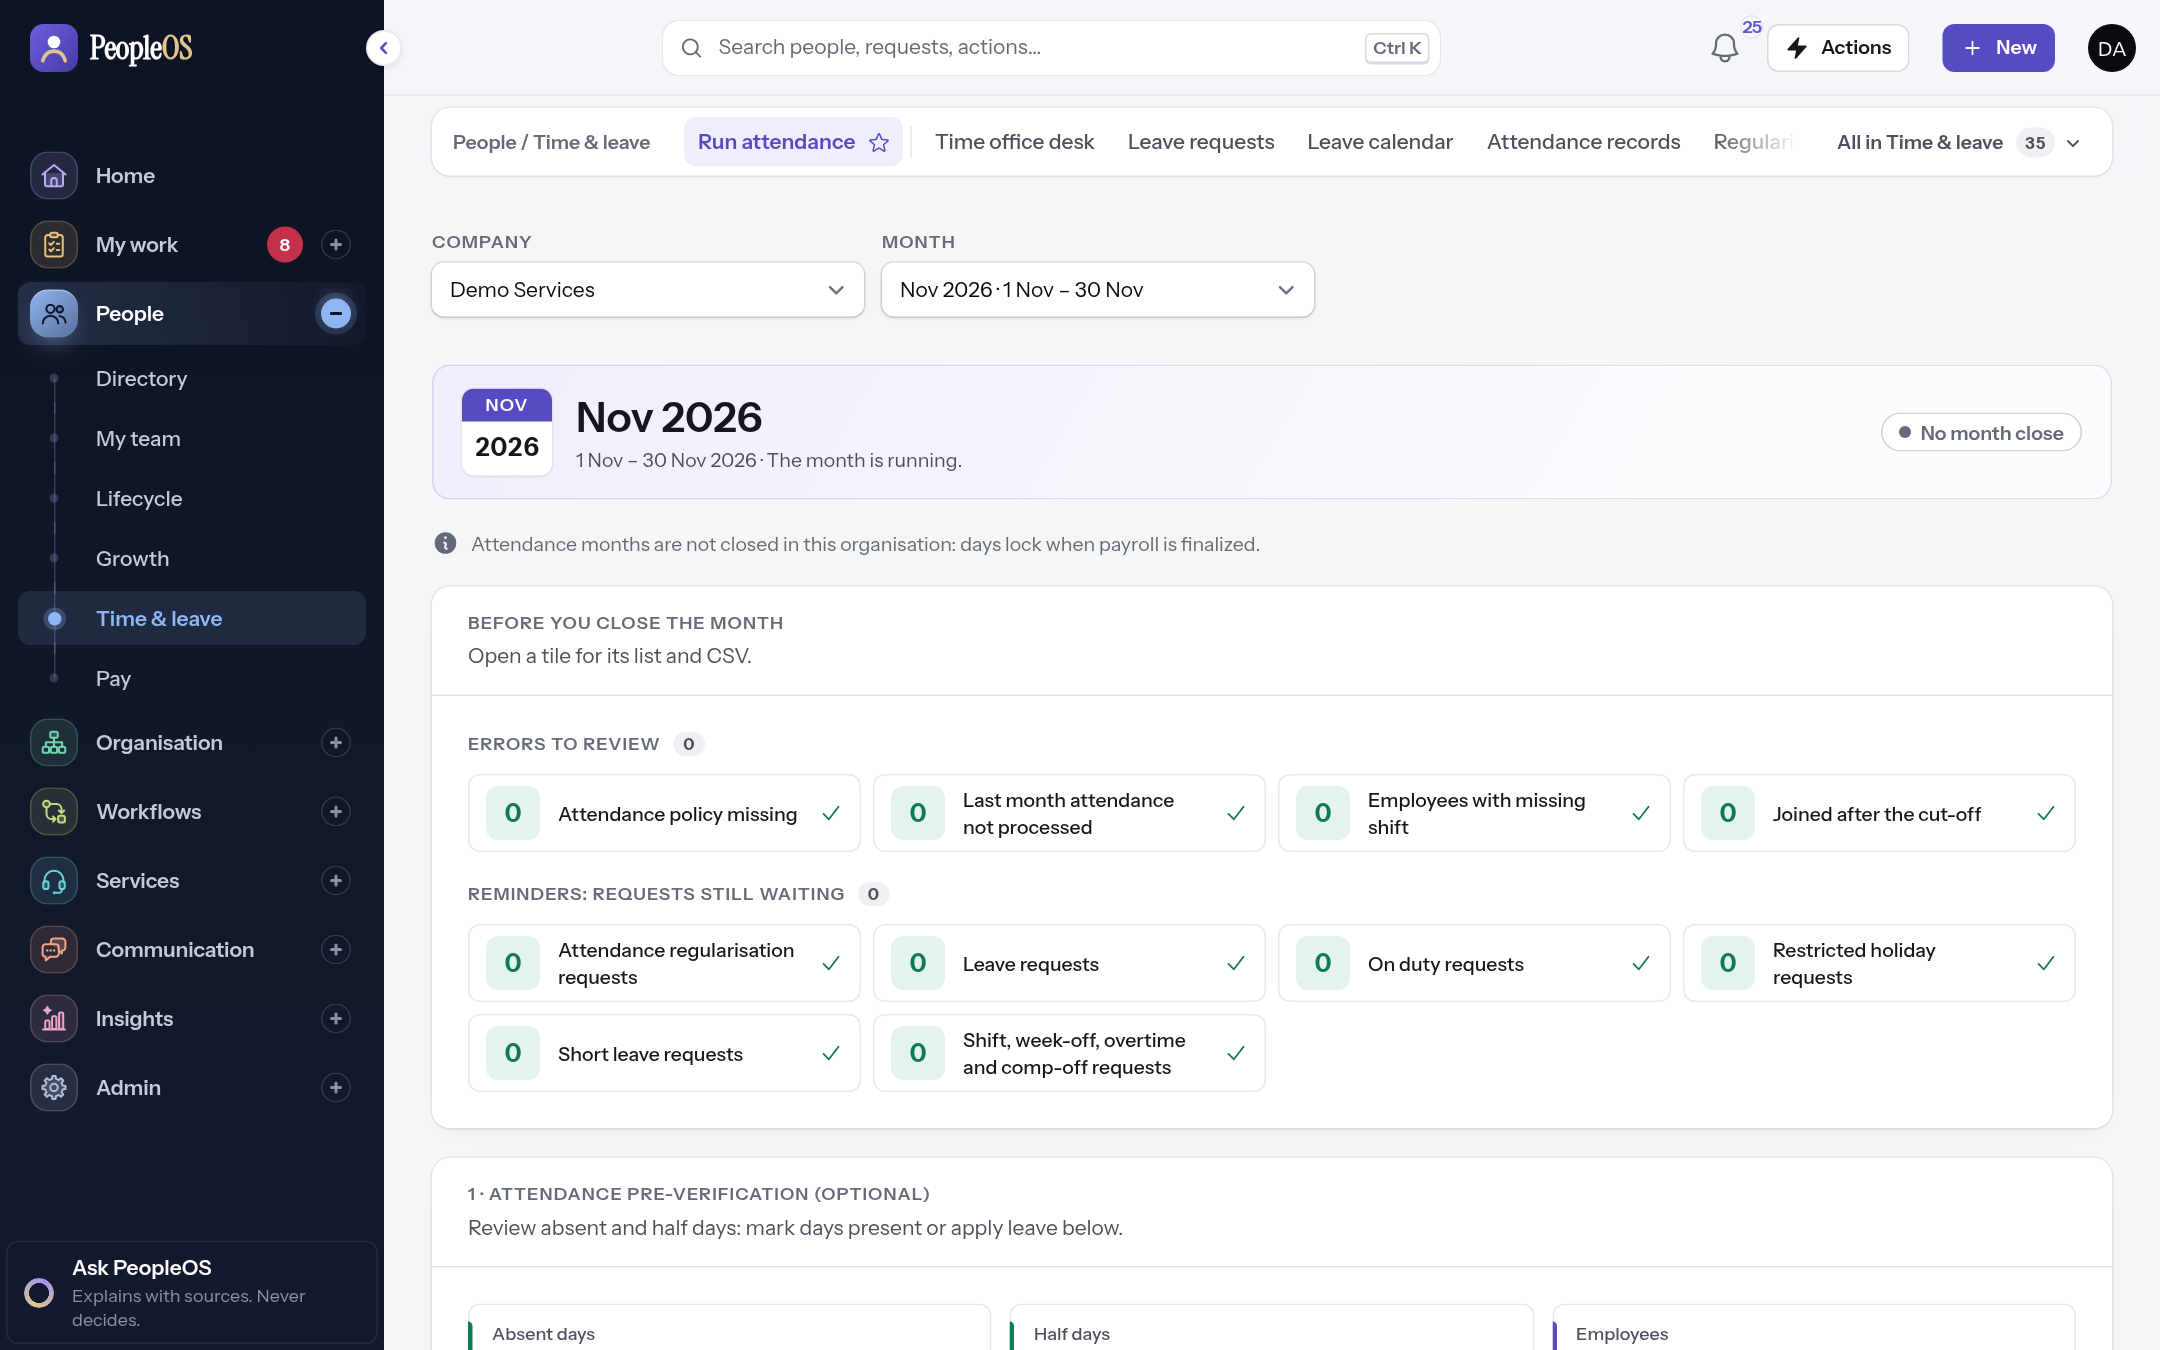 PeopleOS
Search people, requests, actions...
Ctrl K
25
Actions
New
DA
Home
My work
8
People
Directory
My team
Lifecycle
Growth
Time & leave
Pay
Organisation
Workflows
Services
Communication
Insights
Admin
Ask PeopleOS
Explains with sources. Never
decides.
People / Time & leave
Run attendance
Time office desk
Leave requests
Leave calendar
Attendance records
Regulari
All in Time & leave 35
COMPANY
Demo Services
MONTH
Nov 2026 · 1 Nov – 30 Nov
NOV
2026
Nov 2026
1 Nov – 30 Nov 2026 · The month is running.
No month close
Attendance months are not closed in this organisation: days lock when payroll is finalized.
BEFORE YOU CLOSE THE MONTH
Open a tile for its list and CSV.
ERRORS TO REVIEW 0
0 Attendance policy missing
0 Last month attendance
not processed
0 Employees with missing
shift
0 Joined after the cut-off
REMINDERS: REQUESTS STILL WAITING 0
0 Attendance regularisation
requests
0 Leave requests
0 On duty requests
0 Restricted holiday
requests
0 Short leave requests
0 Shift, week-off, overtime
and comp-off requests
1 · ATTENDANCE PRE-VERIFICATION (OPTIONAL)
Review absent and half days: mark days present or apply leave below.
Absent days
Half days
Employees